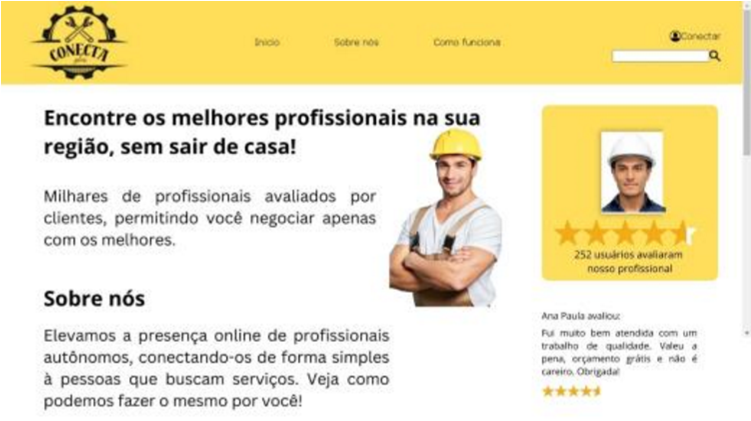 CONECTA
Início
Sobre nós
Como funciona
Conectar
Encontre os melhores profissionais na sua
região, sem sair de casa!
Milhares de profissionais avaliados por
clientes, permitindo você negociar apenas
com os melhores.
Sobre nós
Elevamos a presença online de profissionais
autônomos, conectando-os de forma simples
à pessoas que buscam serviços. Veja como
podemos fazer o mesmo por você!
252 usuários avaliaram
nosso profissional
Ana Paula avaliou:
Fui muito bem atendida com um
trabalho de qualidade. Valeu a
pena, orçamento grátis e não é
careiro. Obrigada!